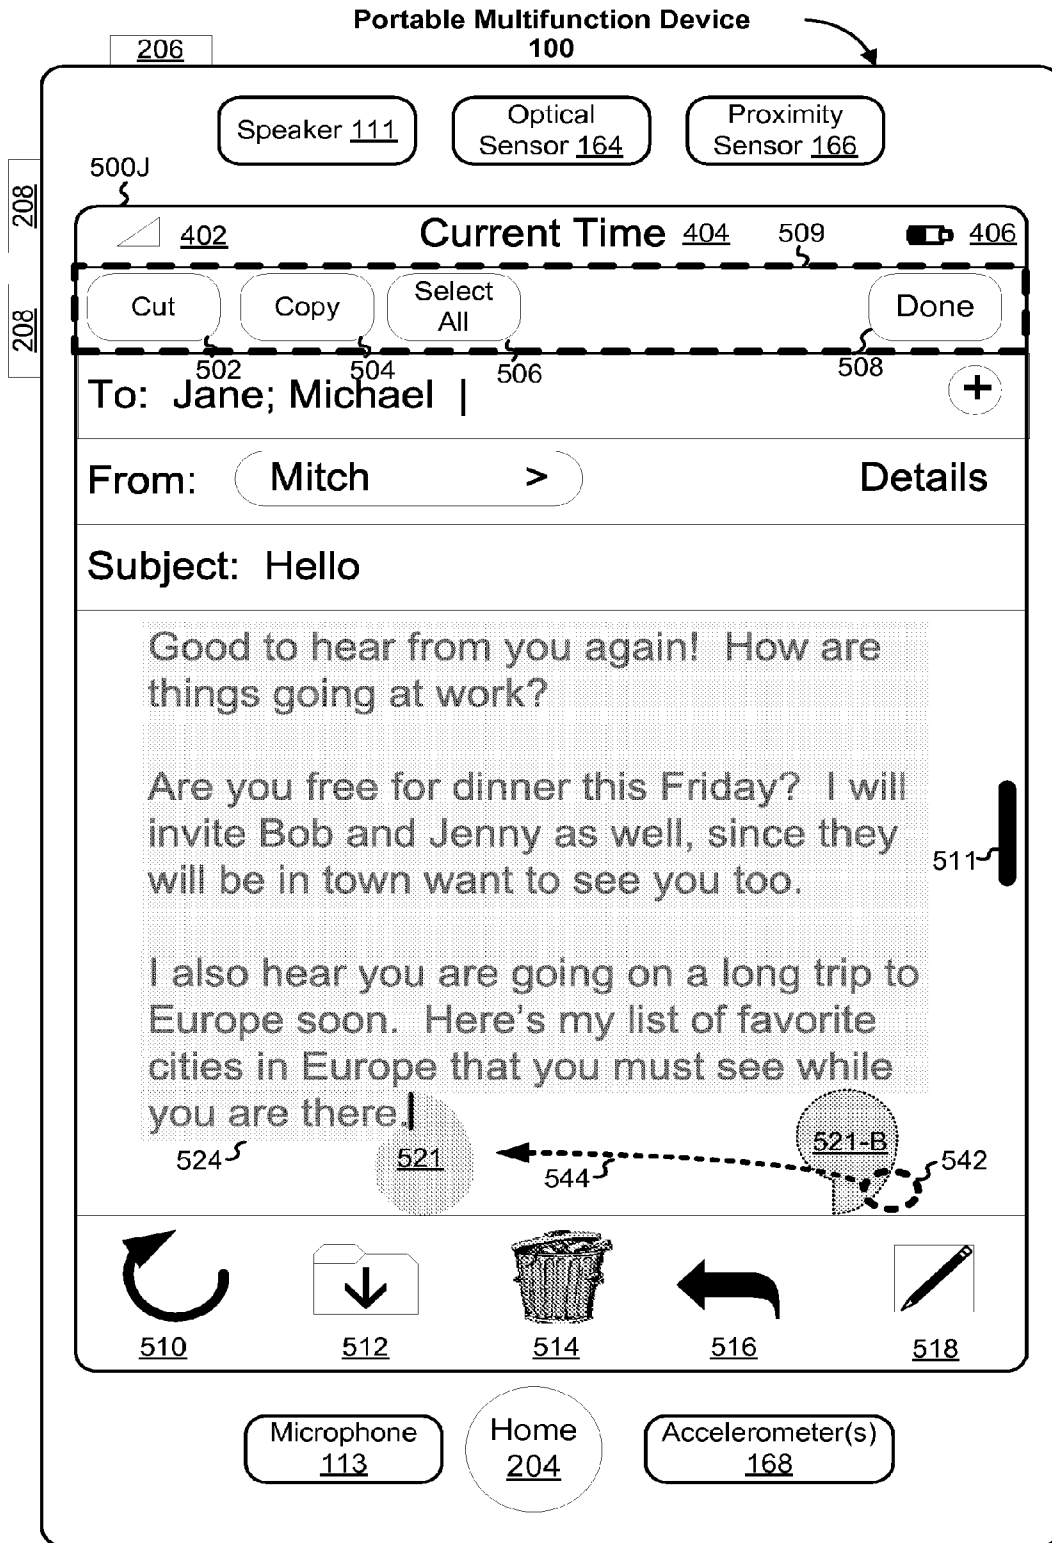 Portable Multifunction Device
100
206
Speaker 111
Optical
Sensor 164
Proximity
Sensor 166
208
208
500J
402
Current Time 404
509
406
Cut
Copy
Select
All
Done
502
504
506
508
To: Jane; Michael |
+
From: Mitch >
Details
Subject: Hello
Good to hear from you again! How are
things going at work?
Are you free for dinner this Friday? I will
invite Bob and Jenny as well, since they
will be in town want to see you too.
511
I also hear you are going on a long trip to
Europe soon. Here's my list of favorite
cities in Europe that you must see while
you are there.
524
521
544
521-B
542
510
512
514
516
518
Microphone
113
Home
204
Accelerometer(s)
168